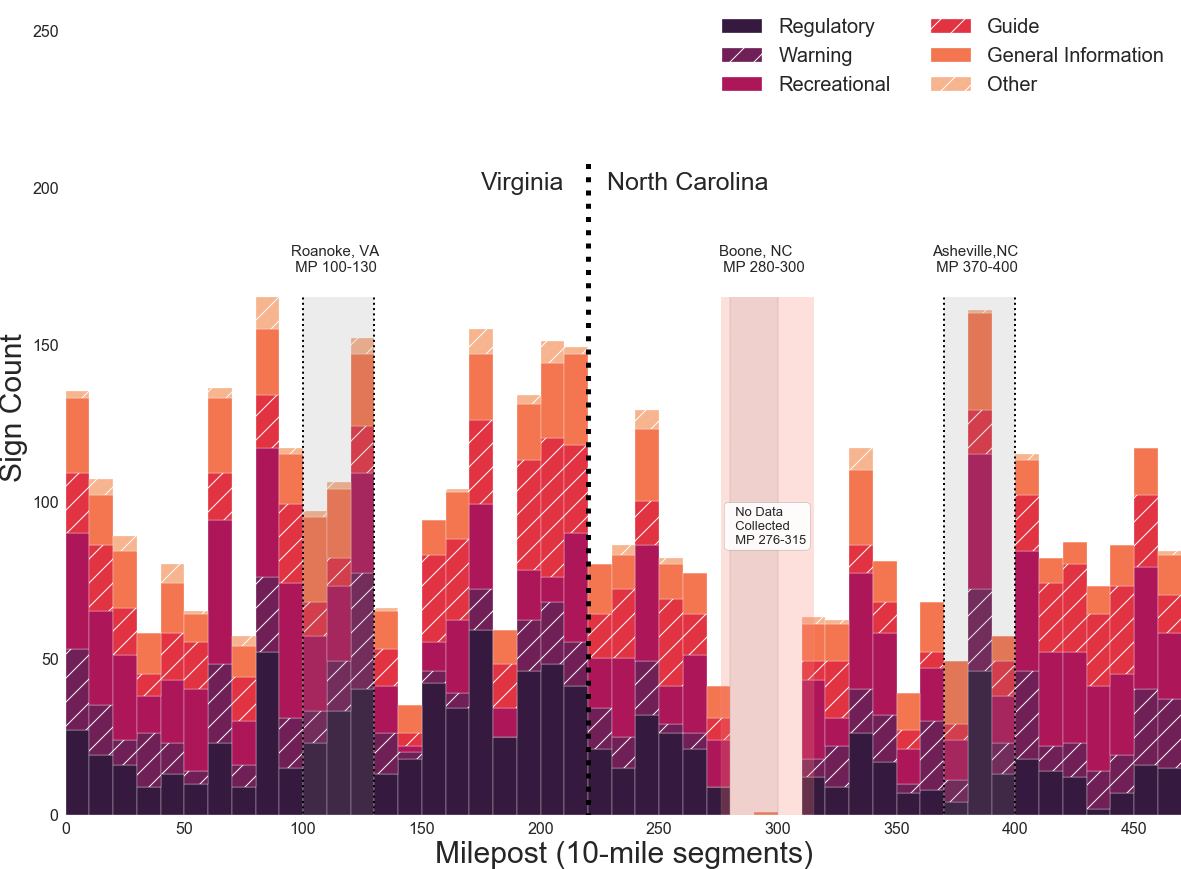 250
200
150
100
50
0
Sign Count
Regulatory
Warning
Recreational
Guide
General Information
Other
Virginia
North Carolina
Roanoke, VA
MP 100-130
Boone, NC
MP 280-300
Asheville,NC
MP 370-400
No Data
Collected
MP 276-315
0 50 100 150 200 250 300 350 400 450
Milepost (10-mile segments)